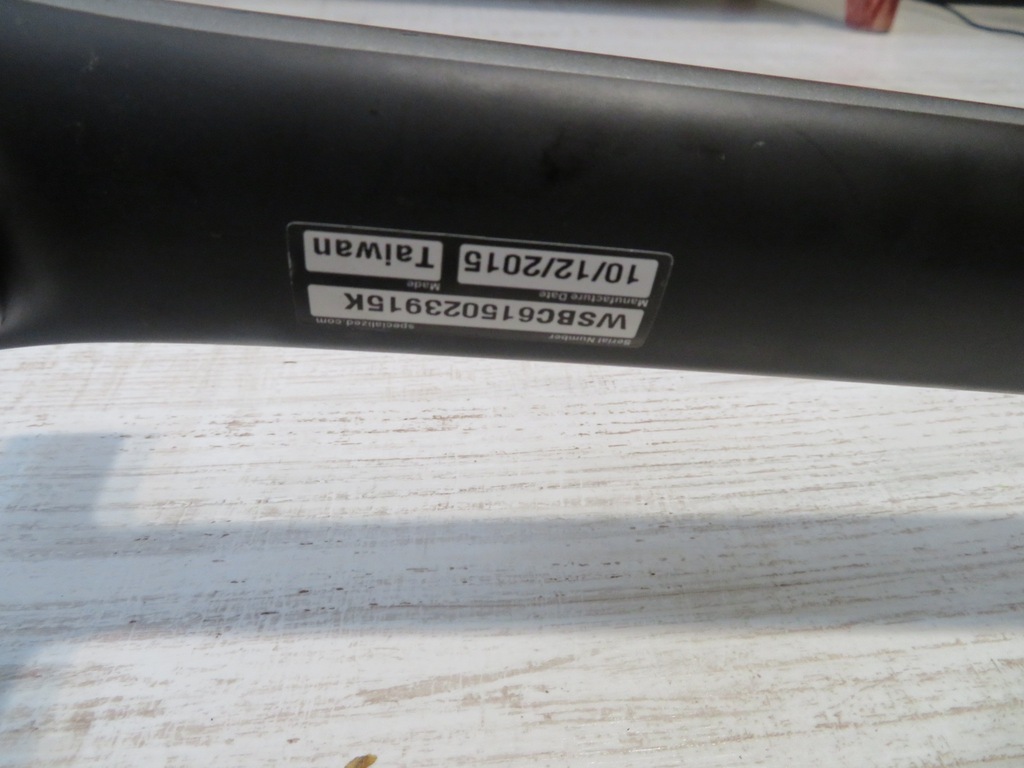 Serial Number specialized.com
WSBC615023915K
Manufacture Date Made
10/12/2015 Taiwan